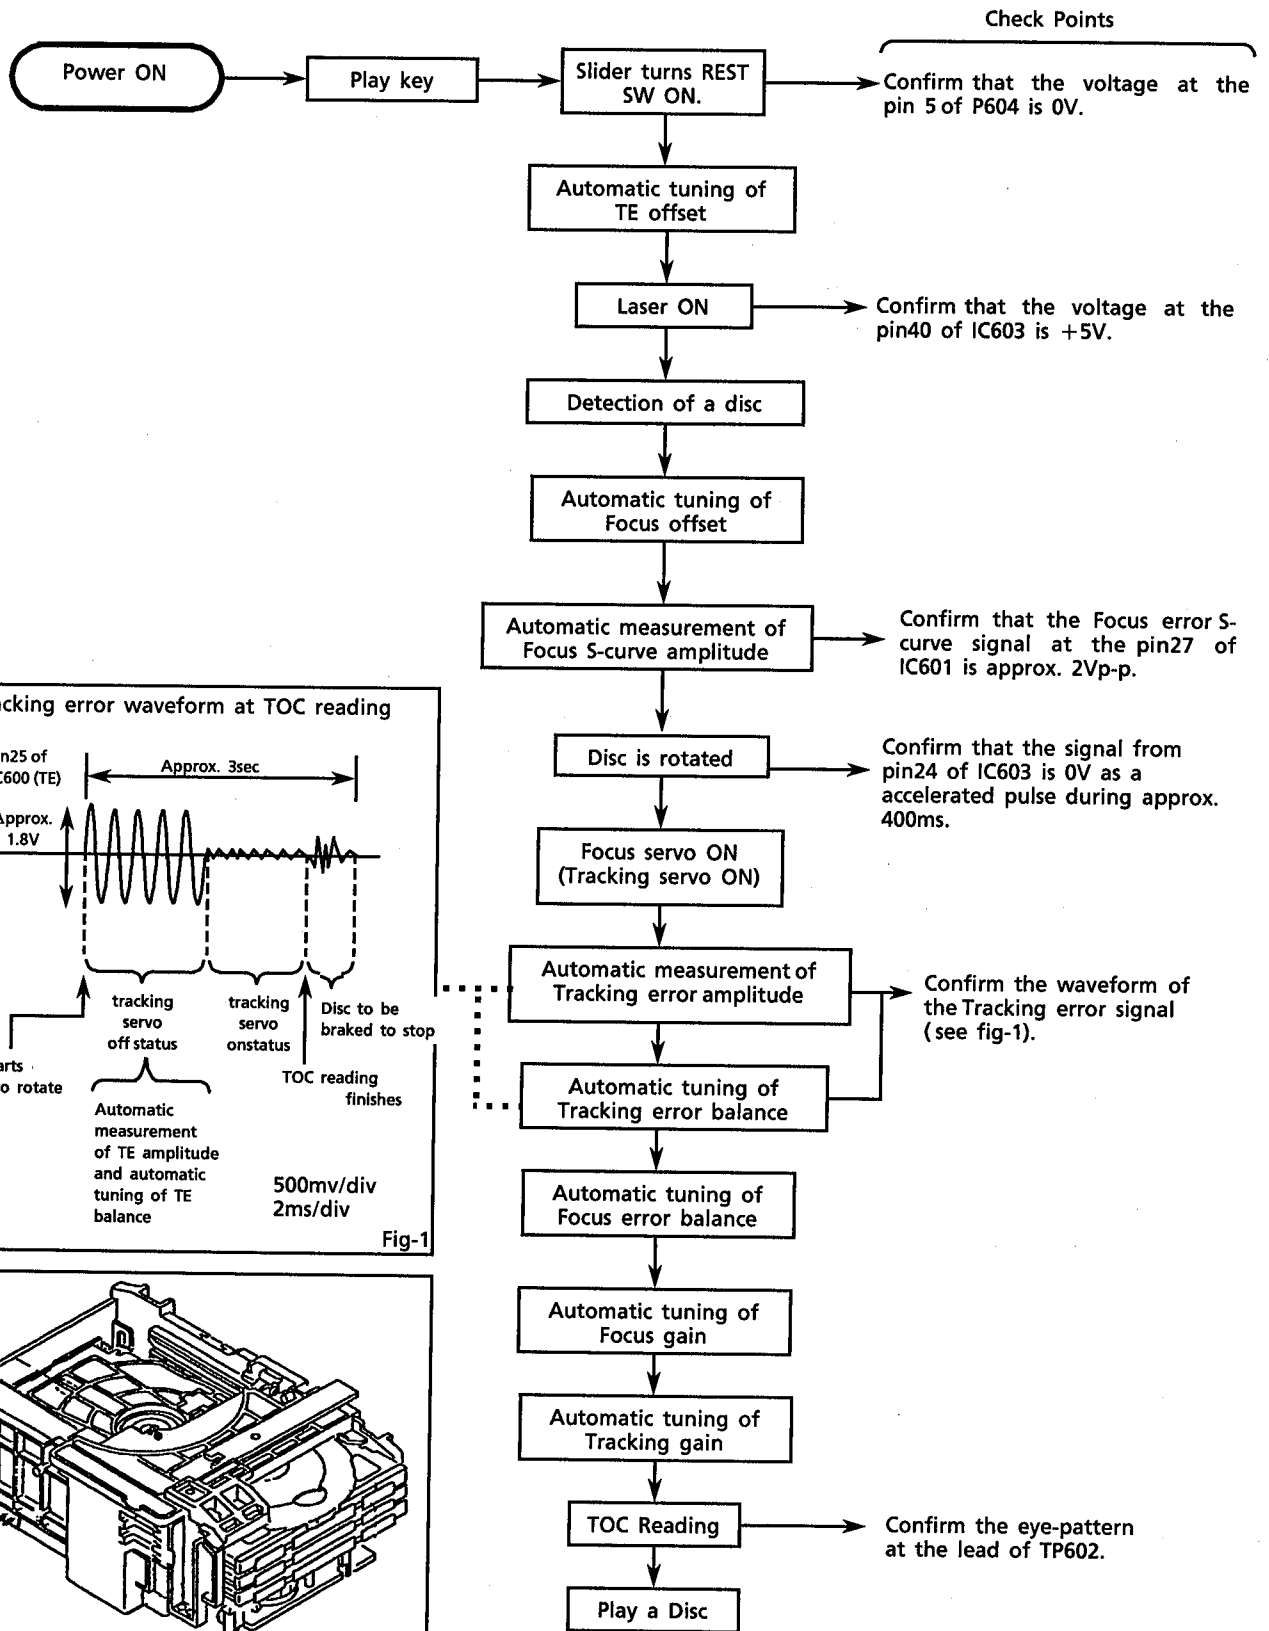 Check Points
Power ON
Play key
Slider turns REST
SW ON.
Confirm that the voltage at the
pin 5 of P604 is 0V.
Automatic tuning of
TE offset
Laser ON
Confirm that the voltage at the
pin40 of IC603 is +5V.
Detection of a disc
Automatic tuning of
Focus offset
Automatic measurement of
Focus S-curve amplitude
Confirm that the Focus error S-
curve signal at the pin27 of
IC601 is approx. 2Vp-p.
Disc is rotated
Confirm that the signal from
pin24 of IC603 is 0V as a
accelerated pulse during approx.
400ms.
Focus servo ON
(Tracking servo ON)
Automatic measurement of
Tracking error amplitude
Confirm the waveform of
the Tracking error signal
(see fig-1).
Automatic tuning of
Tracking error balance
Automatic tuning of
Focus error balance
Automatic tuning of
Focus gain
Automatic tuning of
Tracking gain
TOC Reading
Confirm the eye-pattern
at the lead of TP602.
Play a Disc
cking error waveform at TOC reading
n25 of
C600 (TE)
Approx. 3sec
Approx.
1.8V
tracking
servo
off status
tracking
servo
onstatus
Disc to be
braked to stop
arts
o rotate
TOC reading
finishes
Automatic
measurement
of TE amplitude
and automatic
tuning of TE
balance
500mv/div
2ms/div
Fig-1